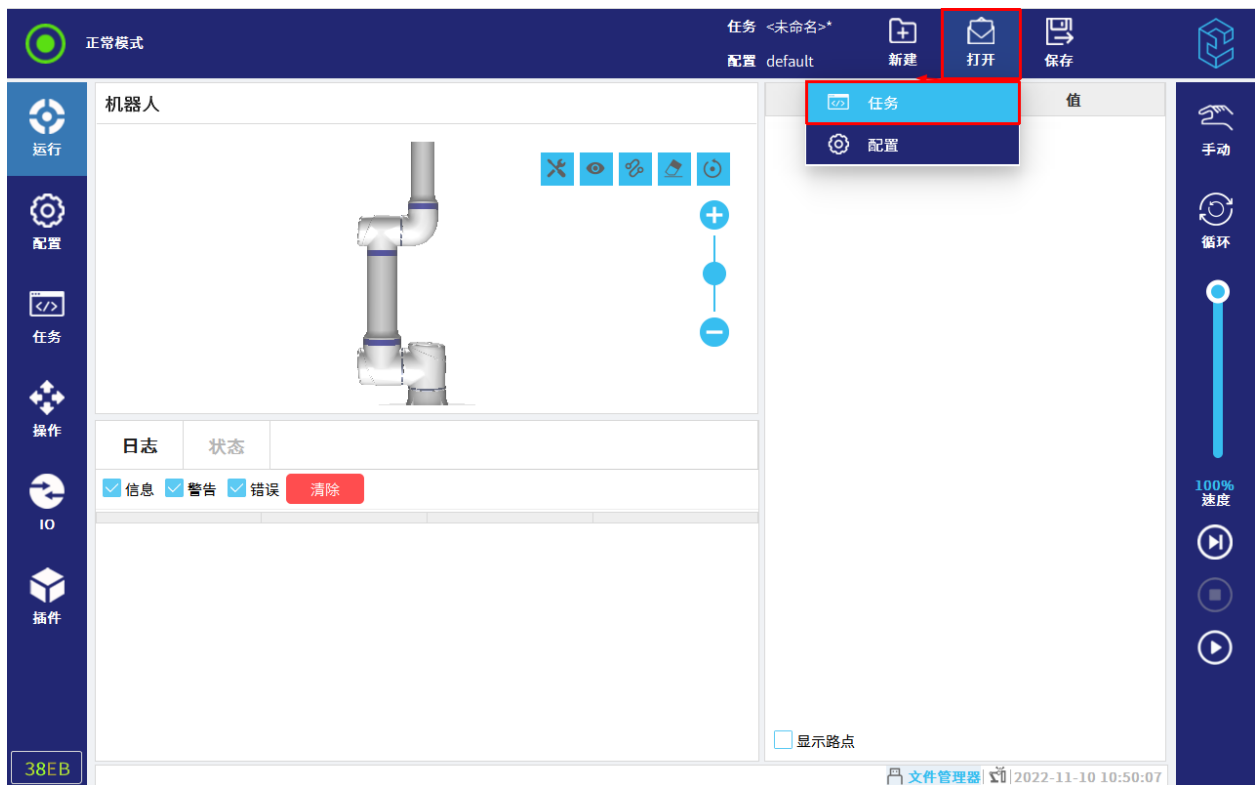 正常模式
任务 <未命名>*
配置 default
新建
打开
保存
任务
配置
值
运行
配置
任务
操作
IO
插件
38EB
机器人
日志
状态
信息
警告
错误
清除
显示路点
手动
循环
100%
速度
文件管理器
2022-11-10 10:50:07